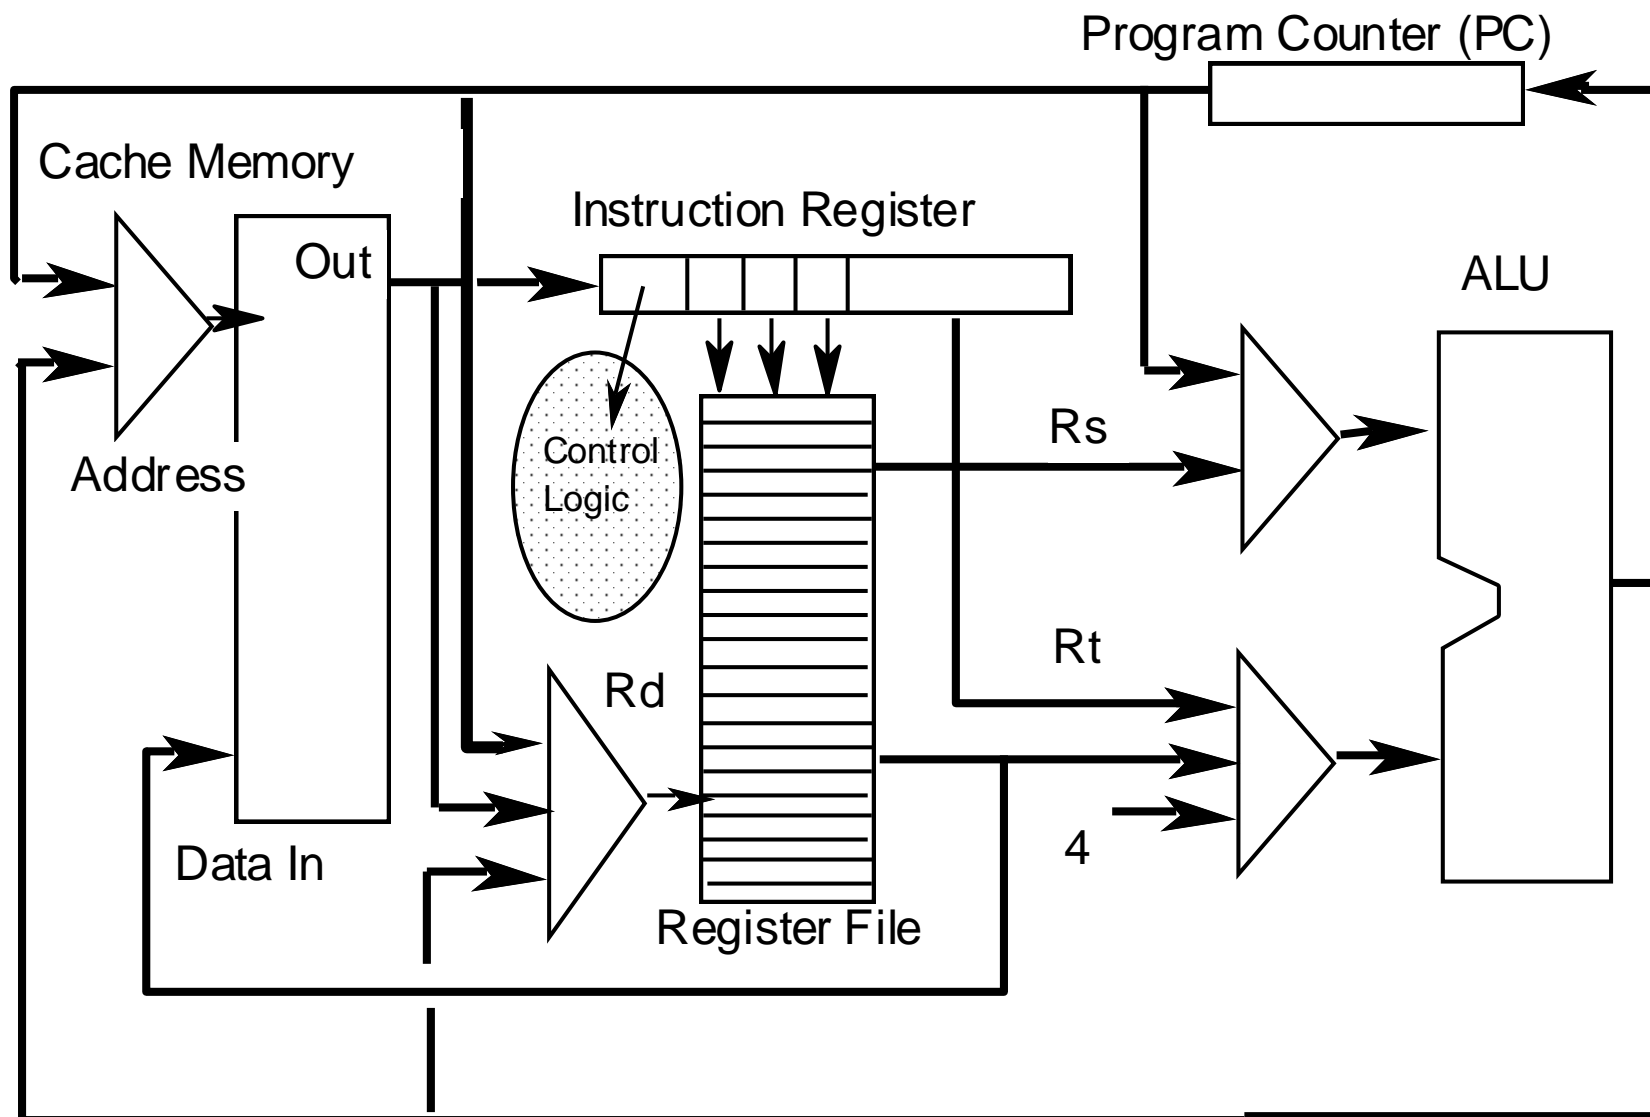 Program Counter (PC)
Cache Memory
Instruction Register
Out
ALU
Rs
Control
Logic
Address
Rt
Rd
4
Data In
Register File